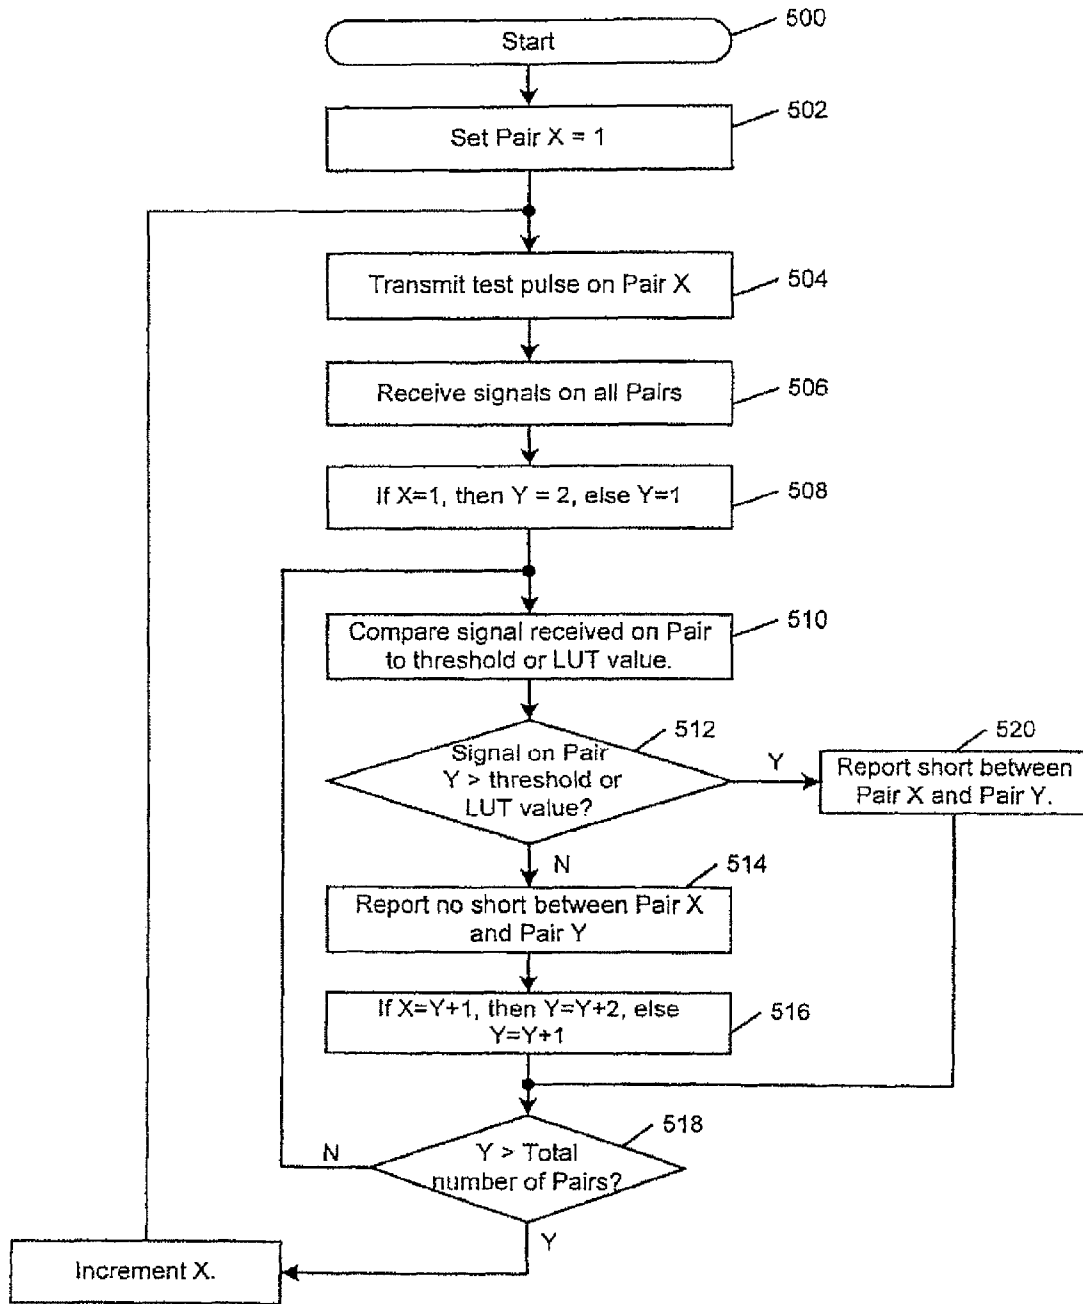 Start
500
Set Pair X = 1
502
Transmit test pulse on Pair X
504
Receive signals on all Pairs
506
If X=1, then Y = 2, else Y=1
508
Compare signal received on Pair
to threshold or LUT value.
510
Signal on Pair
Y > threshold or
LUT value?
512
Y
520
Report short between
Pair X and Pair Y.
N
514
Report no short between Pair X
and Pair Y
If X=Y+1, then Y=Y+2, else
Y=Y+1
516
Y > Total
number of Pairs?
518
N
Y
Increment X.